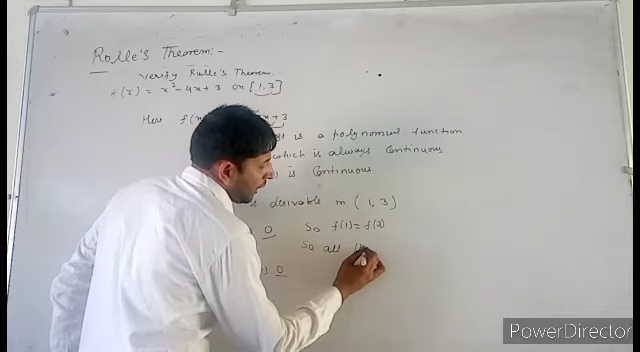 Rolle's Theorem:-
Verify Rolle's Theorem.
f(x) = x² - 4x + 3 on [1,3]
Here f(x + 3
is a polynomial function
which is always continuous
) is continuous
is derivable in (1, 3)
0 So f(1) = f(3)
So all
0
PowerDirector